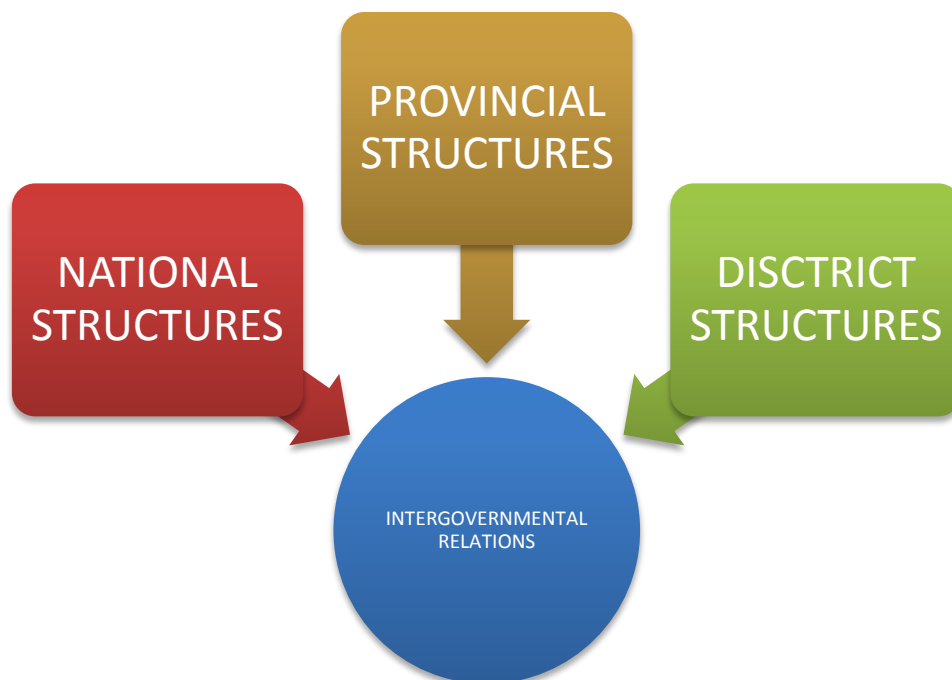 PROVINCIAL
STRUCTURES
NATIONAL
STRUCTURES
DISCTRICT
STRUCTURES
INTERGOVERNMENTAL
RELATIONS